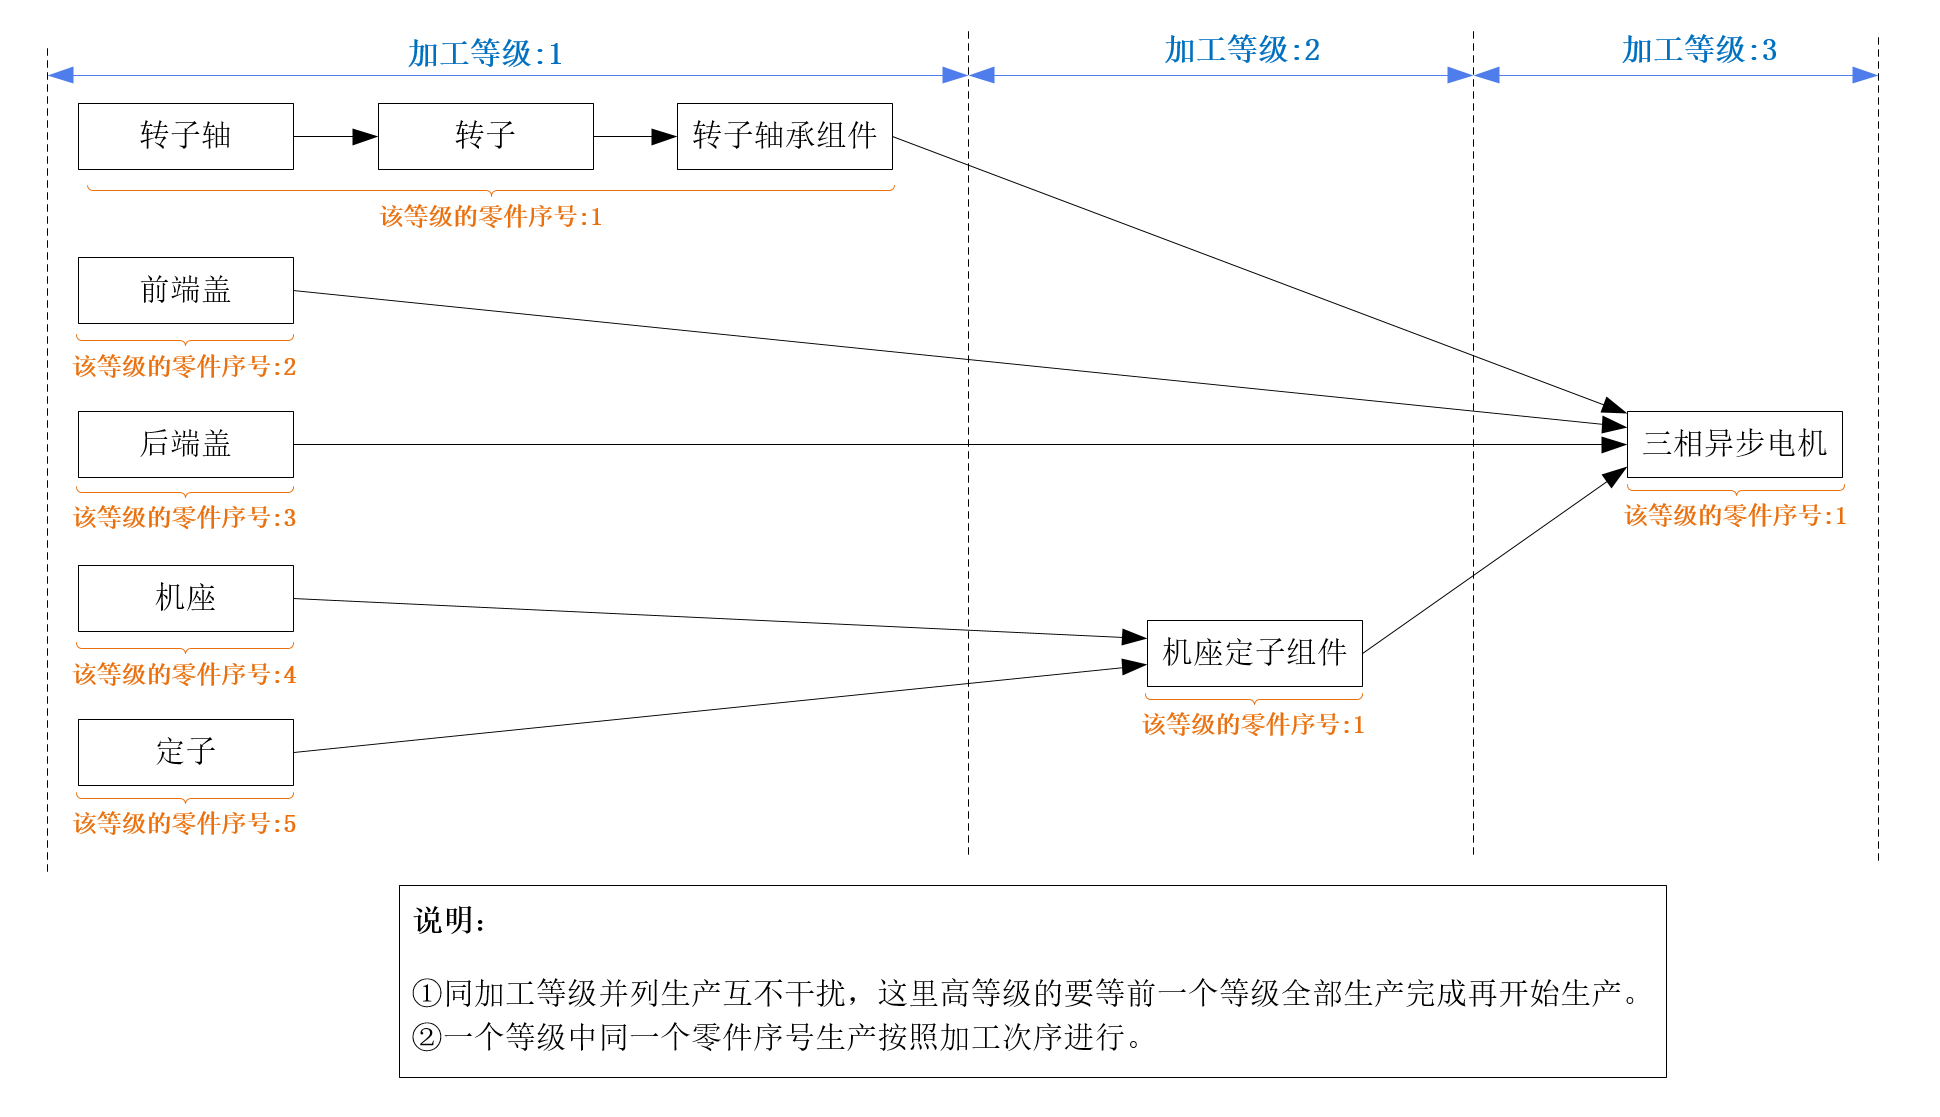 加工等级:1
加工等级:2
加工等级:3
转子轴
转子
转子轴承组件
该等级的零件序号:1
前端盖
该等级的零件序号:2
后端盖
三相异步电机
该等级的零件序号:3
该等级的零件序号:1
机座
机座定子组件
该等级的零件序号:4
该等级的零件序号:1
定子
该等级的零件序号:5
说明：
①同加工等级并列生产互不干扰，这里高等级的要等前一个等级全部生产完成再开始生产。
②一个等级中同一个零件序号生产按照加工次序进行。